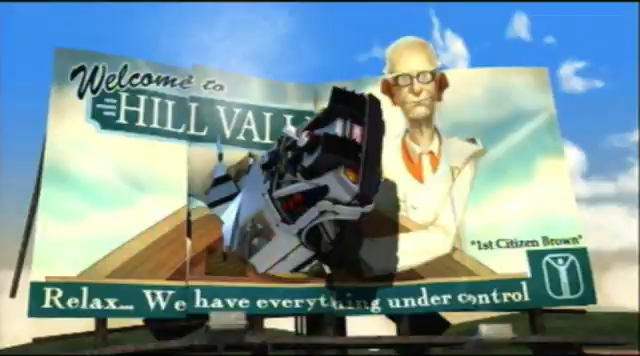 Welcome to
HILL VALL
"1st Citizen Brown"
Relax... We have everything under control